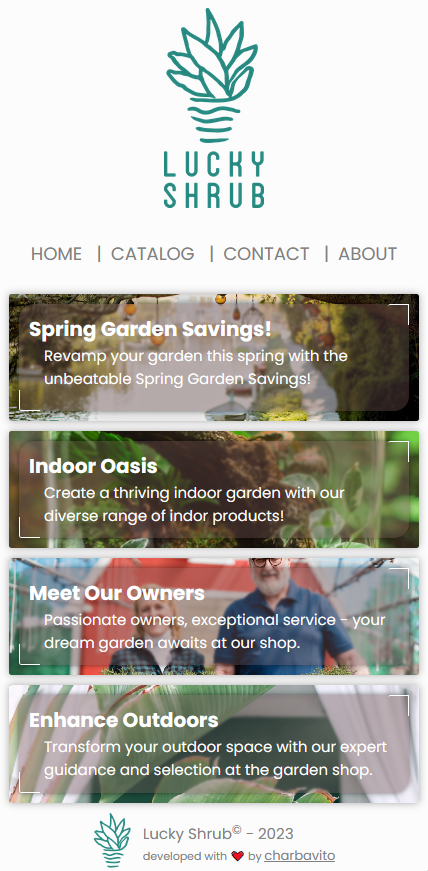 LUCKY
SHRUB
HOME | CATALOG | CONTACT | ABOUT
Spring Garden Savings!
Revamp your garden this spring with the
unbeatable Spring Garden Savings!
Indoor Oasis
Create a thriving indoor garden with our
diverse range of indor products!
Meet Our Owners
Passionate owners, exceptional service - your
dream garden awaits at our shop.
Enhance Outdoors
Transform your outdoor space with our expert
guidance and selection at the garden shop.
Lucky Shrub© - 2023
developed with ❤ by charbavito